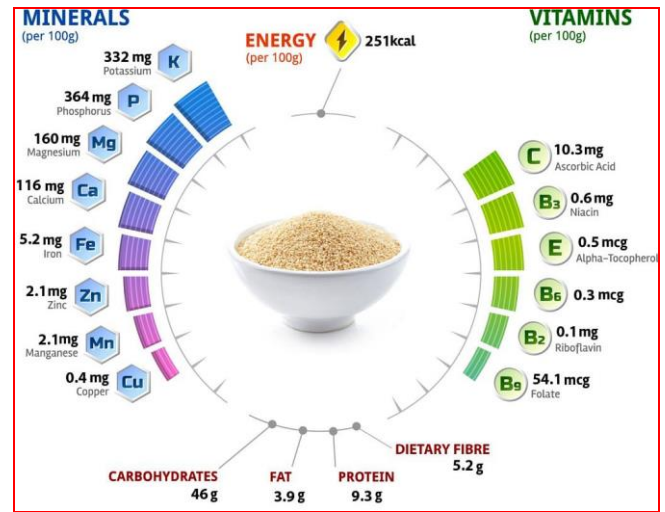 MINERALS
(per 100g)
332 mg
Potassium
K
364 mg
Phosphorus
P
160 mg
Magnesium
Mg
116 mg
Calcium
Ca
5.2 mg
Iron
Fe
2.1mg
Zinc
Zn
2.1mg
Manganese
Mn
0.4 mg
Copper
Cu
ENERGY
(per 100g)
251kcal
VITAMINS
(per 100g)
C
10.3mg
Ascorbic Acid
B3
0.6mg
Niacin
E
0.5 mcg
Alpha-Tocopherol
B6
0.3 mcg
B2
0.1mg
Riboflavin
B9
54.1mcg
Folate
CARBOHYDRATES
46 g
FAT
3.9 g
PROTEIN
9.3 g
DIETARY FIBRE
5.2 g